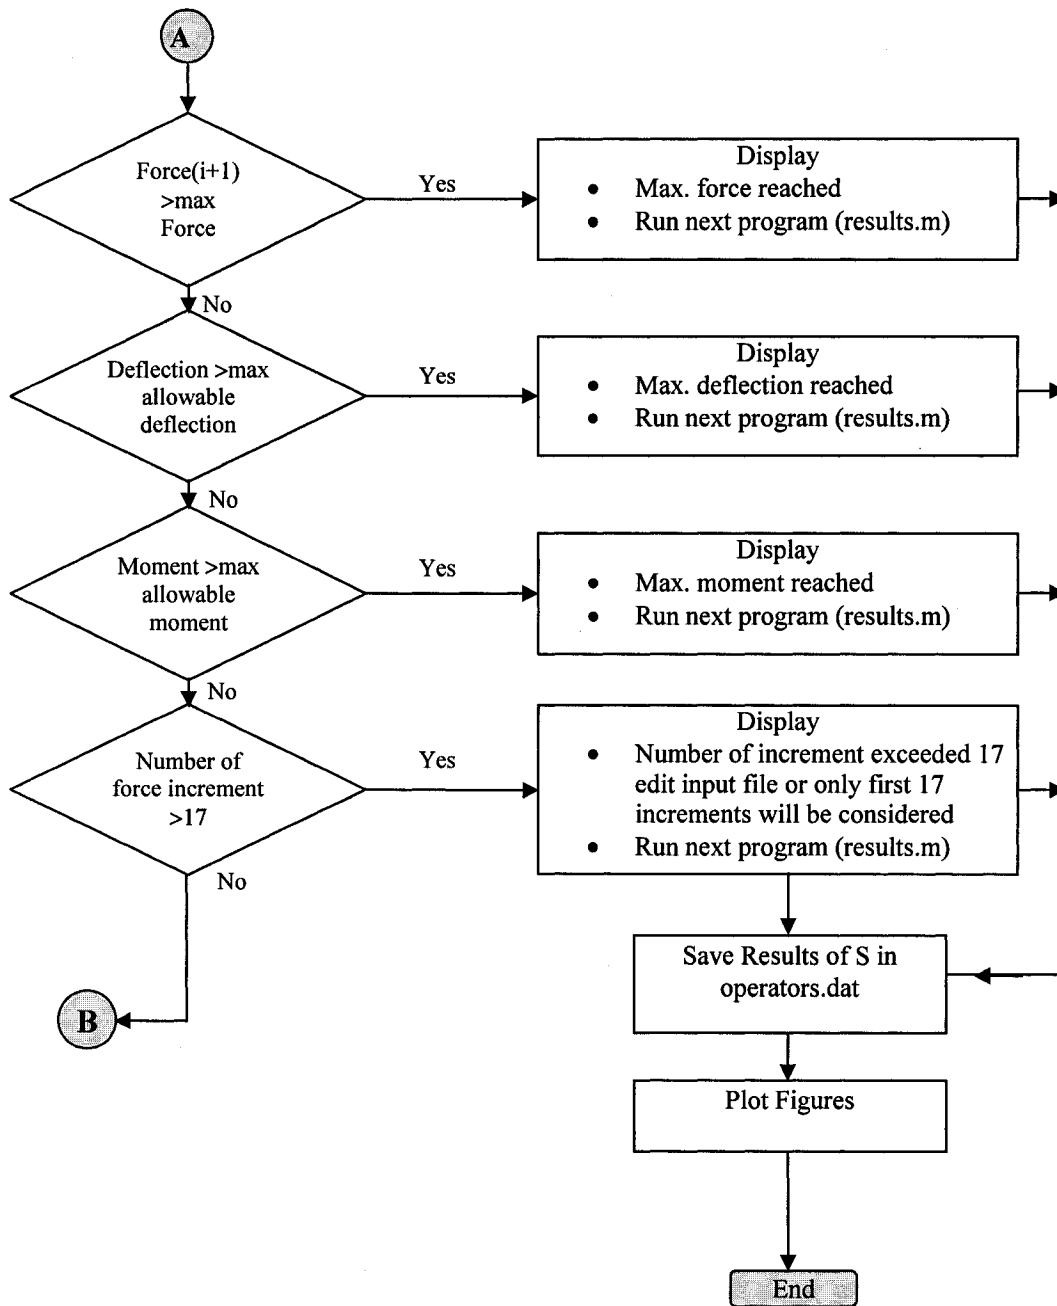 A
Force(i+1)
>max
Force
Yes
Display
• Max. force reached
• Run next program (results.m)
No
Deflection >max
allowable
deflection
Yes
Display
• Max. deflection reached
• Run next program (results.m)
No
Moment >max
allowable
moment
Yes
Display
• Max. moment reached
• Run next program (results.m)
No
Number of
force increment
>17
Yes
Display
• Number of increment exceeded 17
edit input file or only first 17
increments will be considered
• Run next program (results.m)
No
Save Results of S in
operators.dat
B
Plot Figures
End